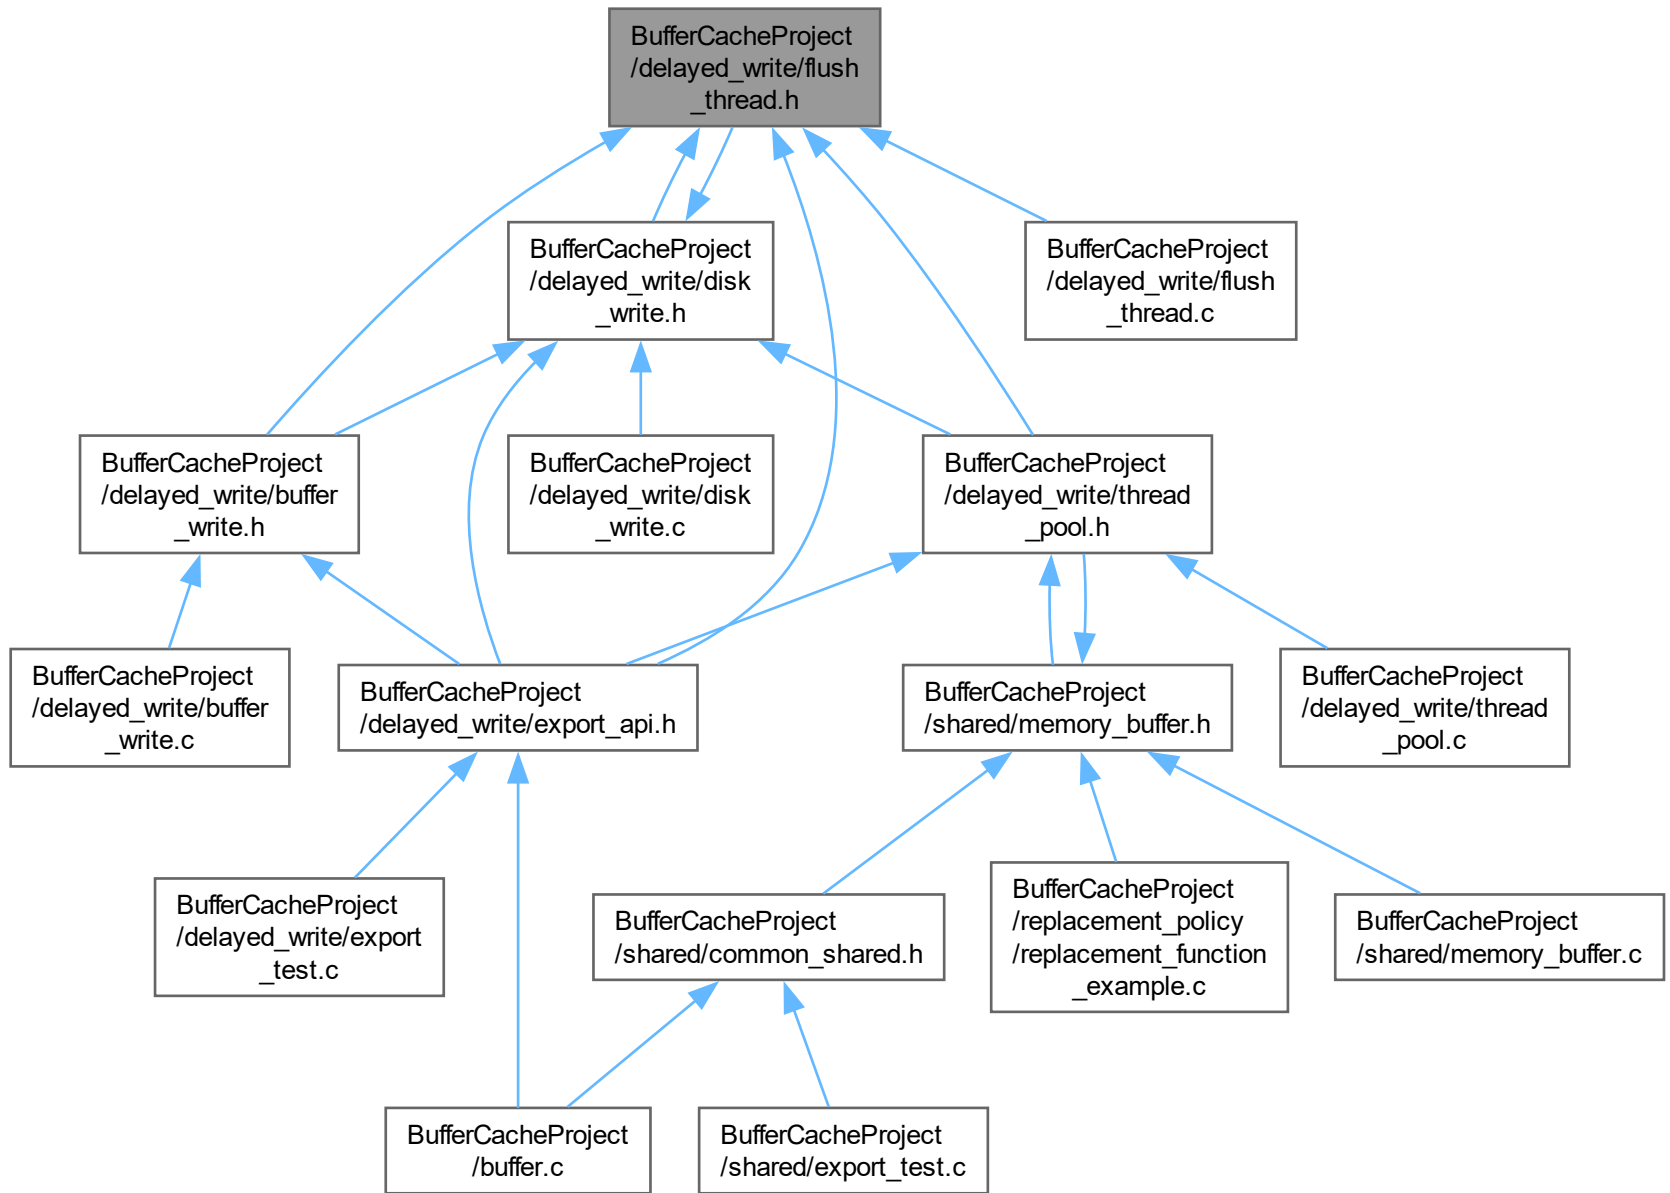 BufferCacheProject
/delayed_write/flush
_thread.h
BufferCacheProject
/delayed_write/disk
_write.h
BufferCacheProject
/delayed_write/flush
_thread.c
BufferCacheProject
/delayed_write/buffer
_write.h
BufferCacheProject
/delayed_write/disk
_write.c
BufferCacheProject
/delayed_write/thread
_pool.h
BufferCacheProject
/delayed_write/buffer
_write.c
BufferCacheProject
/delayed_write/export_api.h
BufferCacheProject
/shared/memory_buffer.h
BufferCacheProject
/delayed_write/thread
_pool.c
BufferCacheProject
/delayed_write/export
_test.c
BufferCacheProject
/shared/common_shared.h
BufferCacheProject
/replacement_policy
/replacement_function
_example.c
BufferCacheProject
/shared/memory_buffer.c
BufferCacheProject
/buffer.c
BufferCacheProject
/shared/export_test.c